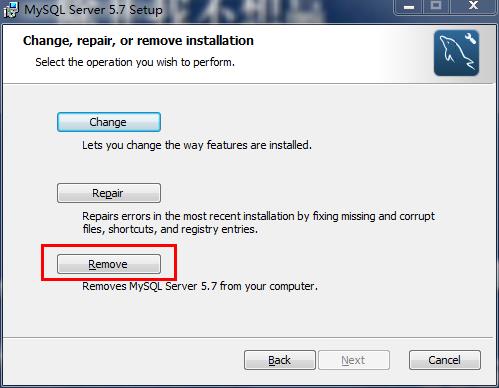 MySQL Server 5.7 Setup
Change, repair, or remove installation
Select the operation you wish to perform.
Change
Lets you change the way features are installed.
Repair
Repairs errors in the most recent installation by fixing missing and corrupt
files, shortcuts, and registry entries.
Remove
Removes MySQL Server 5.7 from your computer.
Back
Next
Cancel